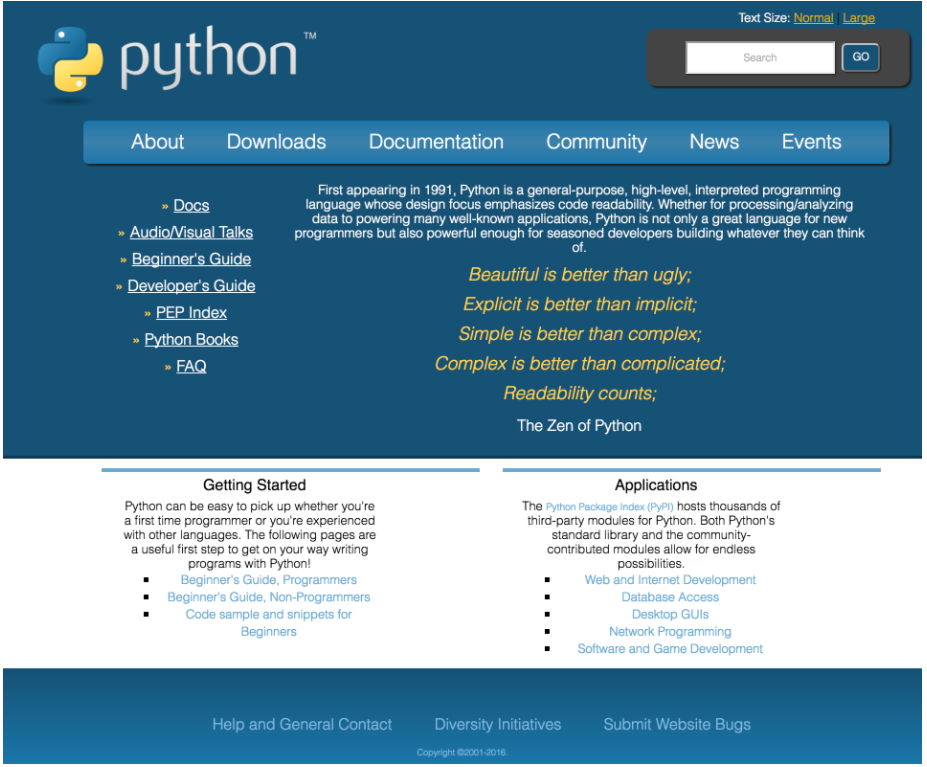 Text Size: Normal | Large
python™
Search
GO
About Downloads Documentation Community News Events
» Docs
» Audio/Visual Talks
» Beginner's Guide
» Developer's Guide
» PEP Index
» Python Books
» FAQ
First appearing in 1991, Python is a general-purpose, high-level, interpreted programming
language whose design focus emphasizes code readability. Whether for processing/analyzing
data to powering many well-known applications, Python is not only a great language for new
programmers but also powerful enough for seasoned developers building whatever they can think
of.
Beautiful is better than ugly;
Explicit is better than implicit;
Simple is better than complex;
Complex is better than complicated;
Readability counts;
The Zen of Python
Getting Started
Python can be easy to pick up whether you're
a first time programmer or you're experienced
with other languages. The following pages are
a useful first step to get on your way writing
programs with Python!
▪ Beginner's Guide, Programmers
▪ Beginner's Guide, Non-Programmers
▪ Code sample and snippets for
Beginners
Applications
The Python Package Index (PyPI) hosts thousands of
third-party modules for Python. Both Python's
standard library and the community-
contributed modules allow for endless
possibilities.
▪ Web and Internet Development
▪ Database Access
▪ Desktop GUIs
▪ Network Programming
▪ Software and Game Development
Help and General Contact Diversity Initiatives Submit Website Bugs
Copyright ©2001-2016.